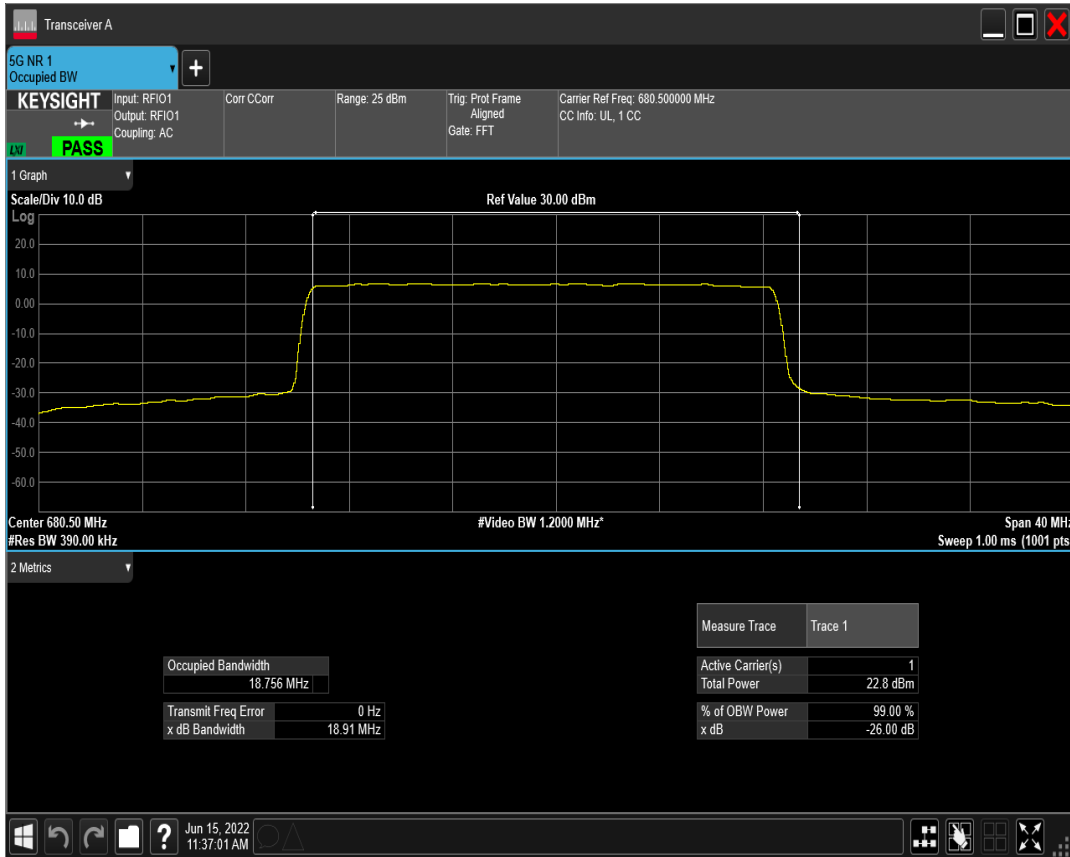 Transceiver A
5G NR 1
Occupied BW
+
KEYSIGHT
LXI
PASS
Input: RFIO1
Output: RFIO1
Coupling: AC
Corr CCorr
Range: 25 dBm
Trig: Prot Frame
Aligned
Gate: FFT
Carrier Ref Freq: 680.500000 MHz
CC Info: UL, 1 CC
1 Graph
Scale/Div 10.0 dB
Ref Value 30.00 dBm
Log
20.0
10.0
0.00
-10.0
-20.0
-30.0
-40.0
-50.0
-60.0
Center 680.50 MHz
#Video BW 1.2000 MHz*
Span 40 MHz
#Res BW 390.00 kHz
Sweep 1.00 ms (1001 pts
2 Metrics
Measure Trace Trace 1
Occupied Bandwidth
18.756 MHz
Active Carrier(s) 1
Total Power 22.8 dBm
Transmit Freq Error 0 Hz
x dB Bandwidth 18.91 MHz
% of OBW Power 99.00 %
x dB -26.00 dB
?
Jun 15, 2022
11:37:01 AM